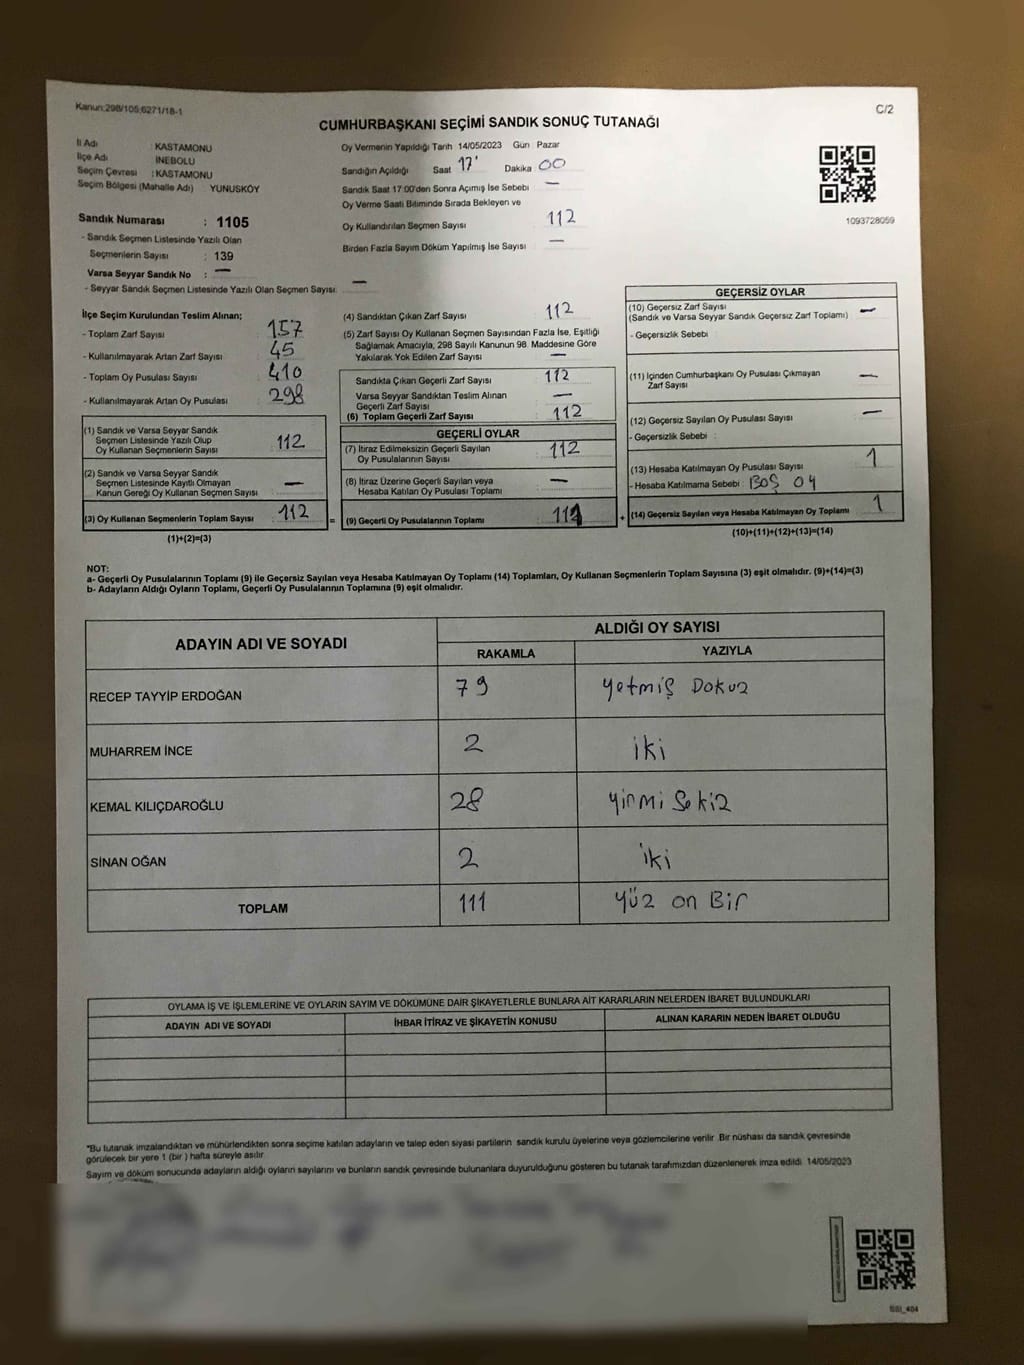 Kanun;298/105;6271/18-1
C/2
CUMHURBAŞKANI SEÇİMİ SANDIK SONUÇ TUTANAĞI
İl Adı : KASTAMONU
İlçe Adı İNEBOLU
Seçim Çevresi : KASTAMONU
Seçim Bölgesi (Mahalle Adı) YUNUSKÖY
Sandık Numarası : 1105
- Sandık Seçmen Listesinde Yazılı Olan
Seçmenlerin Sayısı : 139
Varsa Seyyar Sandık No : —
- Seyyar Sandık Seçmen Listesinde Yazılı Olan Seçmen Sayısı: —
Oy Vermenin Yapıldığı Tarih 14/05/2023 Gün Pazar
Sandığın Açıldığı Saat 17' Dakika 00
Sandık Saat 17:00'den Sonra Açımış İse Sebebi —
Oy Verme Saati Bitiminde Sırada Bekleyen ve
Oy Kullandırılan Seçmen Sayısı 112
Birden Fazla Sayım Döküm Yapılmış İse Sayısı —
1093728059
İlçe Seçim Kurulundan Teslim Alınan;
- Toplam Zarf Sayısı 157
- Kullanılmayarak Artan Zarf Sayısı 45
- Toplam Oy Pusulası Sayısı 410
- Kullanılmayarak Artan Oy Pusulası 298
(1) Sandık ve Varsa Seyyar Sandık
Seçmen Listesinde Yazılı Olup
Oy Kullanan Seçmenlerin Sayısı 112
(2) Sandık ve Varsa Seyyar Sandık
Seçmen Listesinde Kayıtlı Olmayan
Kanun Gereği Oy Kullanan Seçmen Sayısı —
(3) Oy Kullanan Seçmenlerin Toplam Sayısı 112 =
(1)+(2)=(3)
(4) Sandıktan Çıkan Zarf Sayısı 112
(5) Zarf Sayısı Oy Kullanan Seçmen Sayısından Fazla İse, Eşitliği
Sağlamak Amacıyla, 298 Sayılı Kanunun 98. Maddesine Göre
Yakılarak Yok Edilen Zarf Sayısı —
Sandıkta Çıkan Geçerli Zarf Sayısı 112
Varsa Seyyar Sandıktan Teslim Alınan
Geçerli Zarf Sayısı —
(6) Toplam Geçerli Zarf Sayısı 112
GEÇERLİ OYLAR
(7) İtiraz Edilmeksizin Geçerli Sayılan
Oy Pusulalarının Sayısı 112
(8) İtiraz Üzerine Geçerli Sayılan veya
Hesaba Katılan Oy Pusulası Toplamı —
(9) Geçerli Oy Pusulalarının Toplamı 111 +
GEÇERSİZ OYLAR
(10) Geçersiz Zarf Sayısı
(Sandık ve Varsa Seyyar Sandık Geçersiz Zarf Toplamı) —
- Geçersizlik Sebebi
(11) İçinden Cumhurbaşkanı Oy Pusulası Çıkmayan
Zarf Sayısı —
(12) Geçersiz Sayılan Oy Pusulası Sayısı —
- Geçersizlik Sebebi :
(13) Hesaba Katılmayan Oy Pusulası Sayısı 1
- Hesaba Katılmama Sebebi : BOŞ OY
(14) Geçersiz Sayılan veya Hesaba Katılmayan Oy Toplamı 1
(10)+(11)+(12)+(13)=(14)
NOT:
a- Geçerli Oy Pusulalarının Toplamı (9) ile Geçersiz Sayılan veya Hesaba Katılmayan Oy Toplamı (14) Toplamları, Oy Kullanan Seçmenlerin Toplam Sayısına (3) eşit olmalıdır. (9)+(14)=(3)
b- Adayların Aldığı Oyların Toplamı, Geçerli Oy Pusulalarının Toplamına (9) eşit olmalıdır.
ADAYIN ADI VE SOYADI ALDIĞI OY SAYISI
RAKAMLA YAZIYLA
RECEP TAYYİP ERDOĞAN 79 Yetmiş Dokuz
MUHARREM İNCE 2 iki
KEMAL KILIÇDAROĞLU 28 Yirmi Sekiz
SİNAN OĞAN 2 iki
TOPLAM 111 Yüz on Bir
OYLAMA İŞ VE İŞLEMLERİNE VE OYLARIN SAYIM VE DÖKÜMÜNE DAİR ŞİKAYETLERLE BUNLARA AİT KARARLARIN NELERDEN İBARET BULUNDUKLARI
ADAYIN ADI VE SOYADI İHBAR İTİRAZ VE ŞİKAYETİN KONUSU ALINAN KARARIN NEDEN İBARET OLDUĞU
"Bu tutanak imzalandıktan ve mühürlendikten sonra seçime katılan adayların ve talep eden siyasi partilerin sandık kurulu üyelerine veya gözlemcilerine verilir. Bir nüshası da sandık çevresinde
görülecek bir yere 1 (bir ) hafta süreyle asılır.
Sayım ve döküm sonucunda adayların aldığı oyların sayılarını ve bunların sandık çevresinde bulunanlara duyurulduğunu gösteren bu tutanak tarafımızdan düzenlenerek imza edildi. 14/05/2023